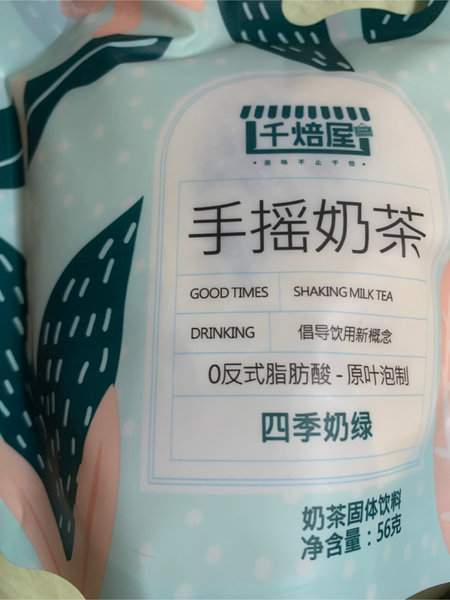 千焙屋
美味不止千倍
手摇奶茶
GOOD TIMES
SHAKING MILK TEA
DRINKING
倡导饮用新概念
0反式脂肪酸-原叶泡制
四季奶绿
奶茶固体饮料
净含量：56克